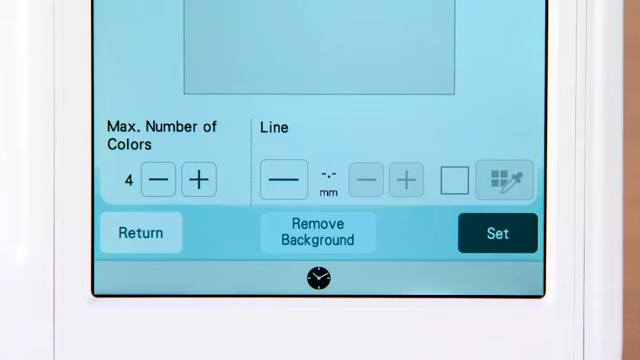 Max. Number of
Colors
Line
4
-.-
mm
Return
Remove
Background
Set